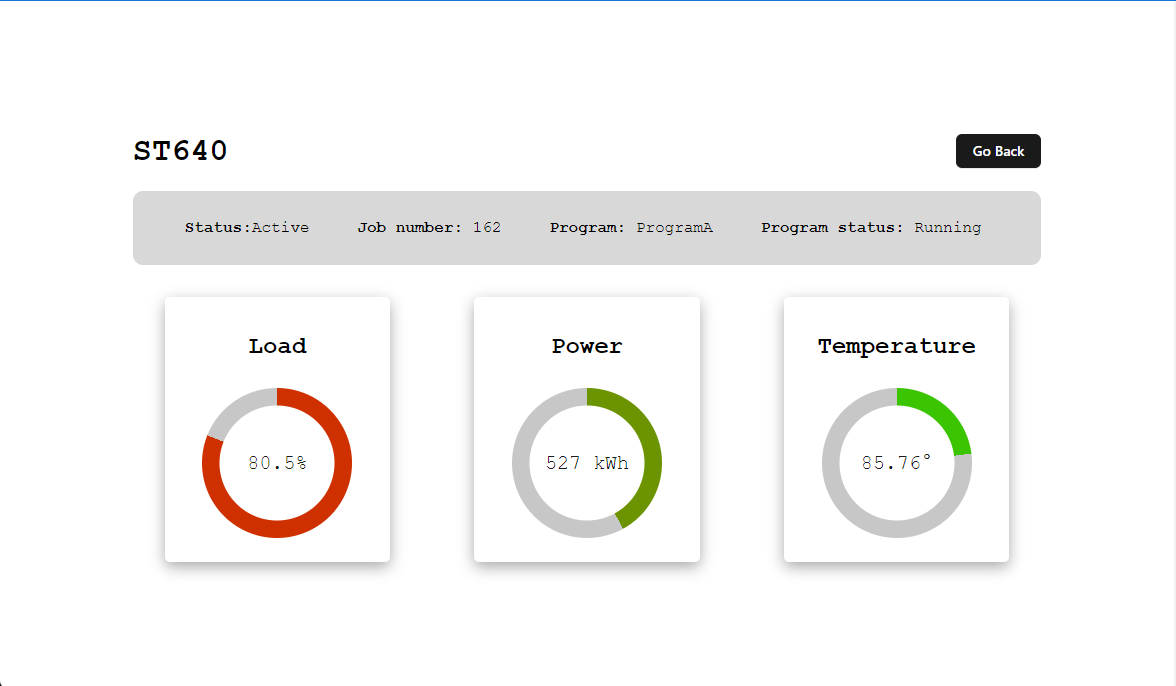 ST640
Go Back
Status:Active Job number: 162 Program: ProgramA Program status: Running
Load
Power
Temperature
80.5%
527 kWh
85.76°